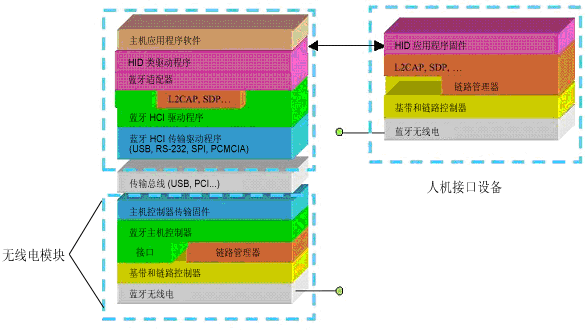 主机应用程序软件
HID 类驱动程序
蓝牙适配器
L2CAP, SDP...
蓝牙 HCI 驱动程序
蓝牙 HCI 传输驱动程序
(USB, RS-232, SPI, PCMCIA)
传输总线 (USB, PCI...)
主机控制器传输固件
蓝牙主机控制器
接口
链路管理器
基带和链路控制器
蓝牙无线电
无线电模块
HID 应用程序固件
L2CAP, SDP, ...
链路管理器
基带和链路控制器
蓝牙无线电
人机接口设备